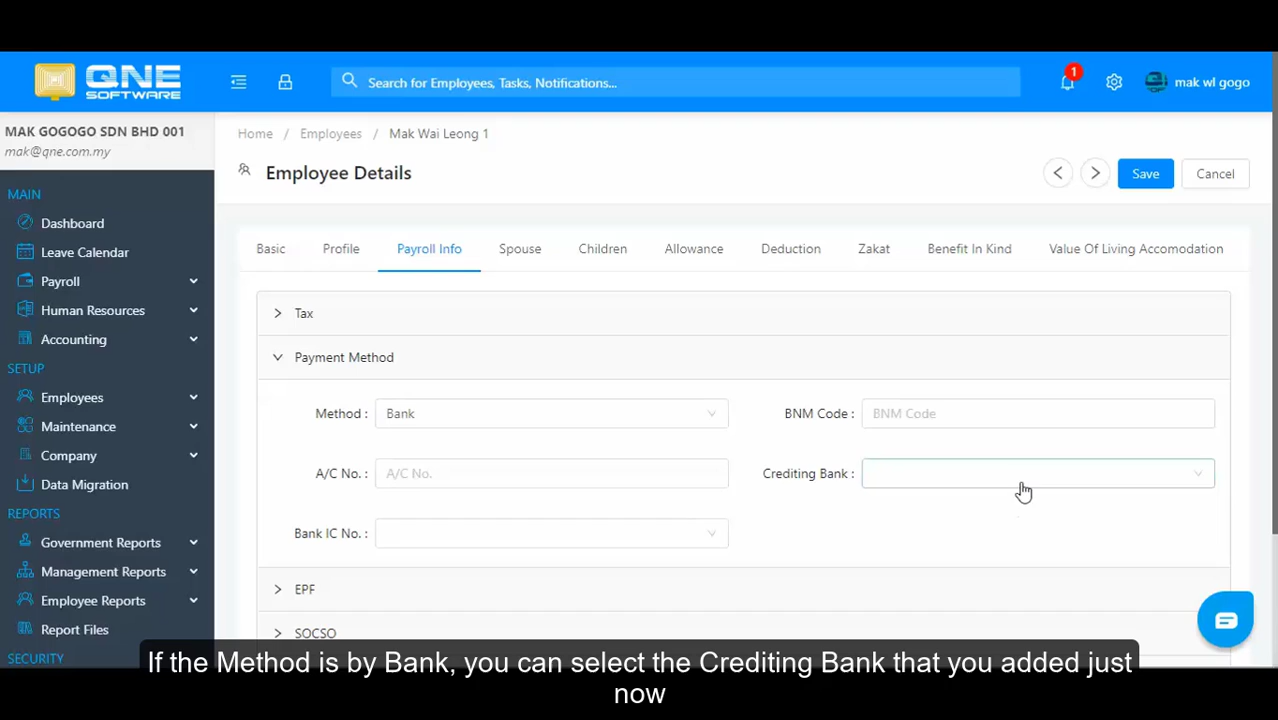 QNE
SOFTWARE
Search for Employees, Tasks, Notifications...
1
mak wl gogo
MAK GOGOGO SDN BHD 001
mak@qne.com.my
MAIN
Dashboard
Leave Calendar
Payroll
Human Resources
Accounting
SETUP
Employees
Maintenance
Company
Data Migration
REPORTS
Government Reports
Management Reports
Employee Reports
Report Files
SECURITY
Home / Employees / Mak Wai Leong 1
Employee Details
Save
Cancel
Basic
Profile
Payroll Info
Spouse
Children
Allowance
Deduction
Zakat
Benefit In Kind
Value Of Living Accomodation
Tax
Payment Method
Method : Bank
BNM Code : BNM Code
A/C No. : A/C No.
Crediting Bank :
Bank IC No. :
EPF
SOCSO
If the Method is by Bank, you can select the Crediting Bank that you added just
now